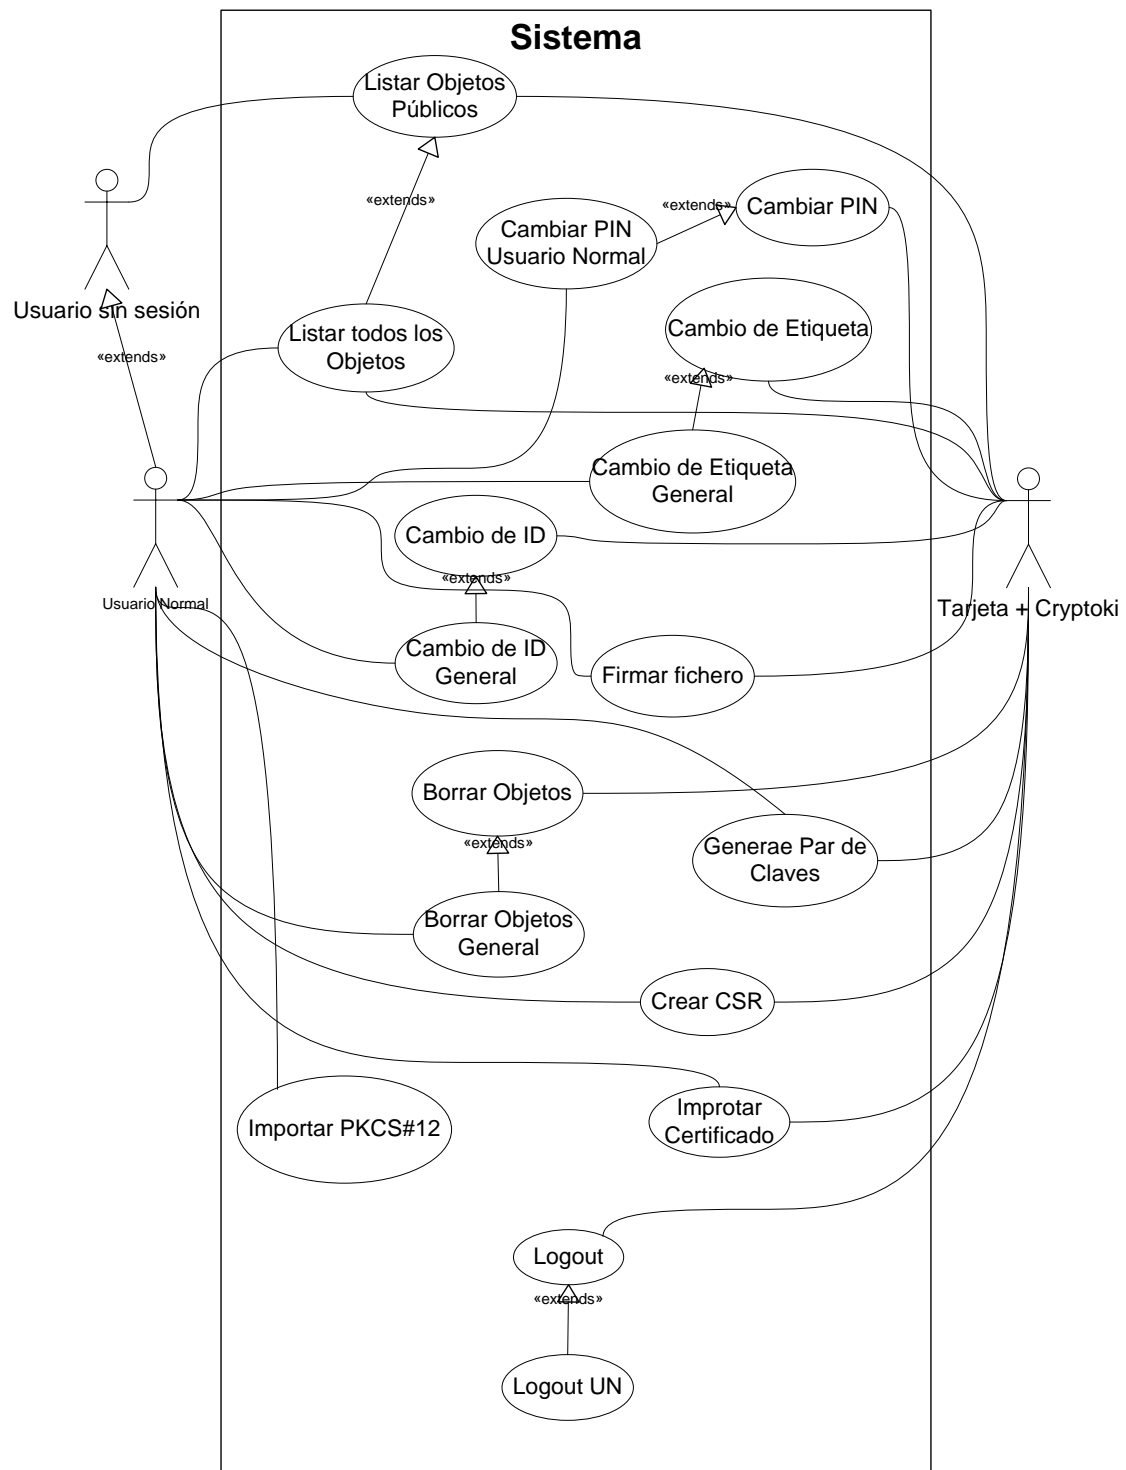 Sistema
Listar Objetos
Públicos
«extends»
Cambiar PIN
Usuario Normal
«extends»
Cambiar PIN
Usuario sin sesión
«extends»
Listar todos los
Objetos
Cambio de Etiqueta
«extends»
Cambio de Etiqueta
General
Cambio de ID
«extends»
Usuario Normal
Tarjeta + Cryptoki
Cambio de ID
General
Firmar fichero
Borrar Objetos
«extends»
Generae Par de
Claves
Borrar Objetos
General
Crear CSR
Importar PKCS#12
Improtar
Certificado
Logout
«extends»
Logout UN